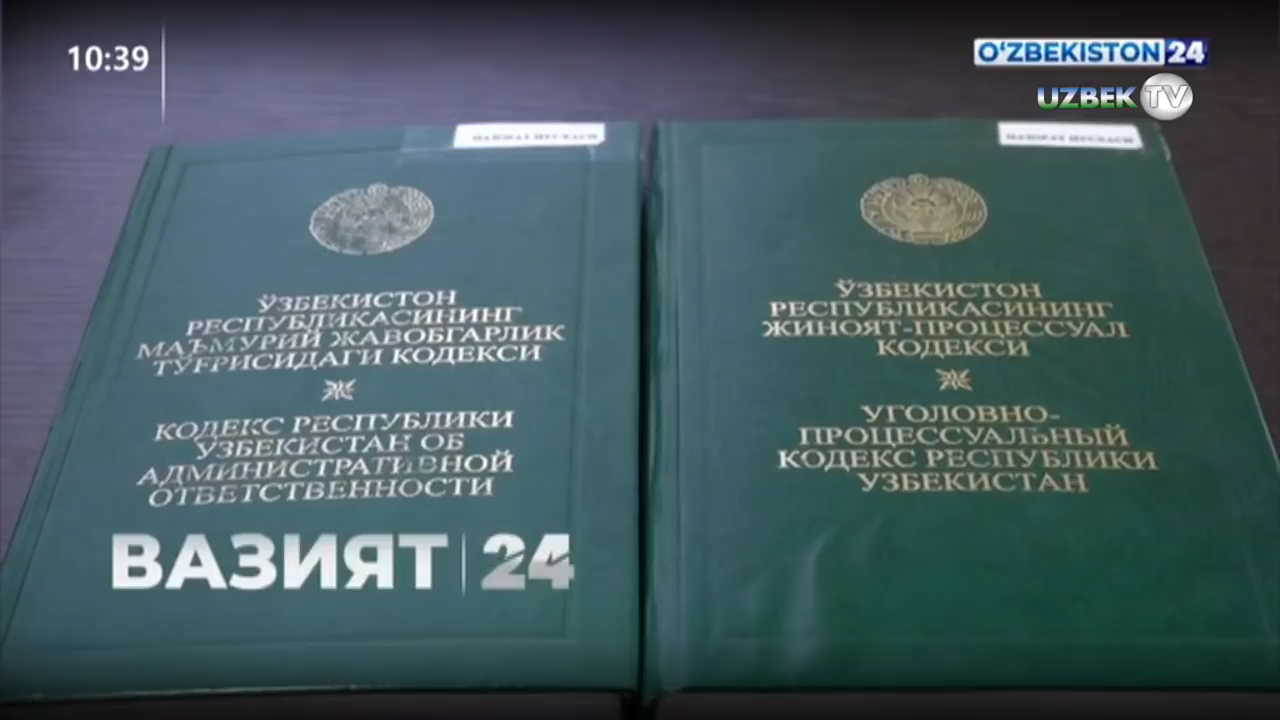 10:39
O'ZBEKISTON 24
UZBEK TV
ЎЗБЕКИСТОН
РЕСПУБЛИКАСИНИНГ
МАЪМУРИЙ ЖАВОБГАРЛИК
ТЎҒРИСИДАГИ КОДЕКСИ
КОДЕКС РЕСПУБЛИКИ
УЗБЕКИСТАН ОБ
АДМИНИСТРАТИВНОЙ
ОТВЕТСТВЕННОСТИ
ЎЗБЕКИСТОН
РЕСПУБЛИКАСИНИНГ
ЖИНОЯТ-ПРОЦЕССУАЛ
КОДЕКСИ
УГОЛОВНО-
ПРОЦЕССУАЛЬНЫЙ
КОДЕКС РЕСПУБЛИКИ
УЗБЕКИСТАН
ВАЗИЯТ 24